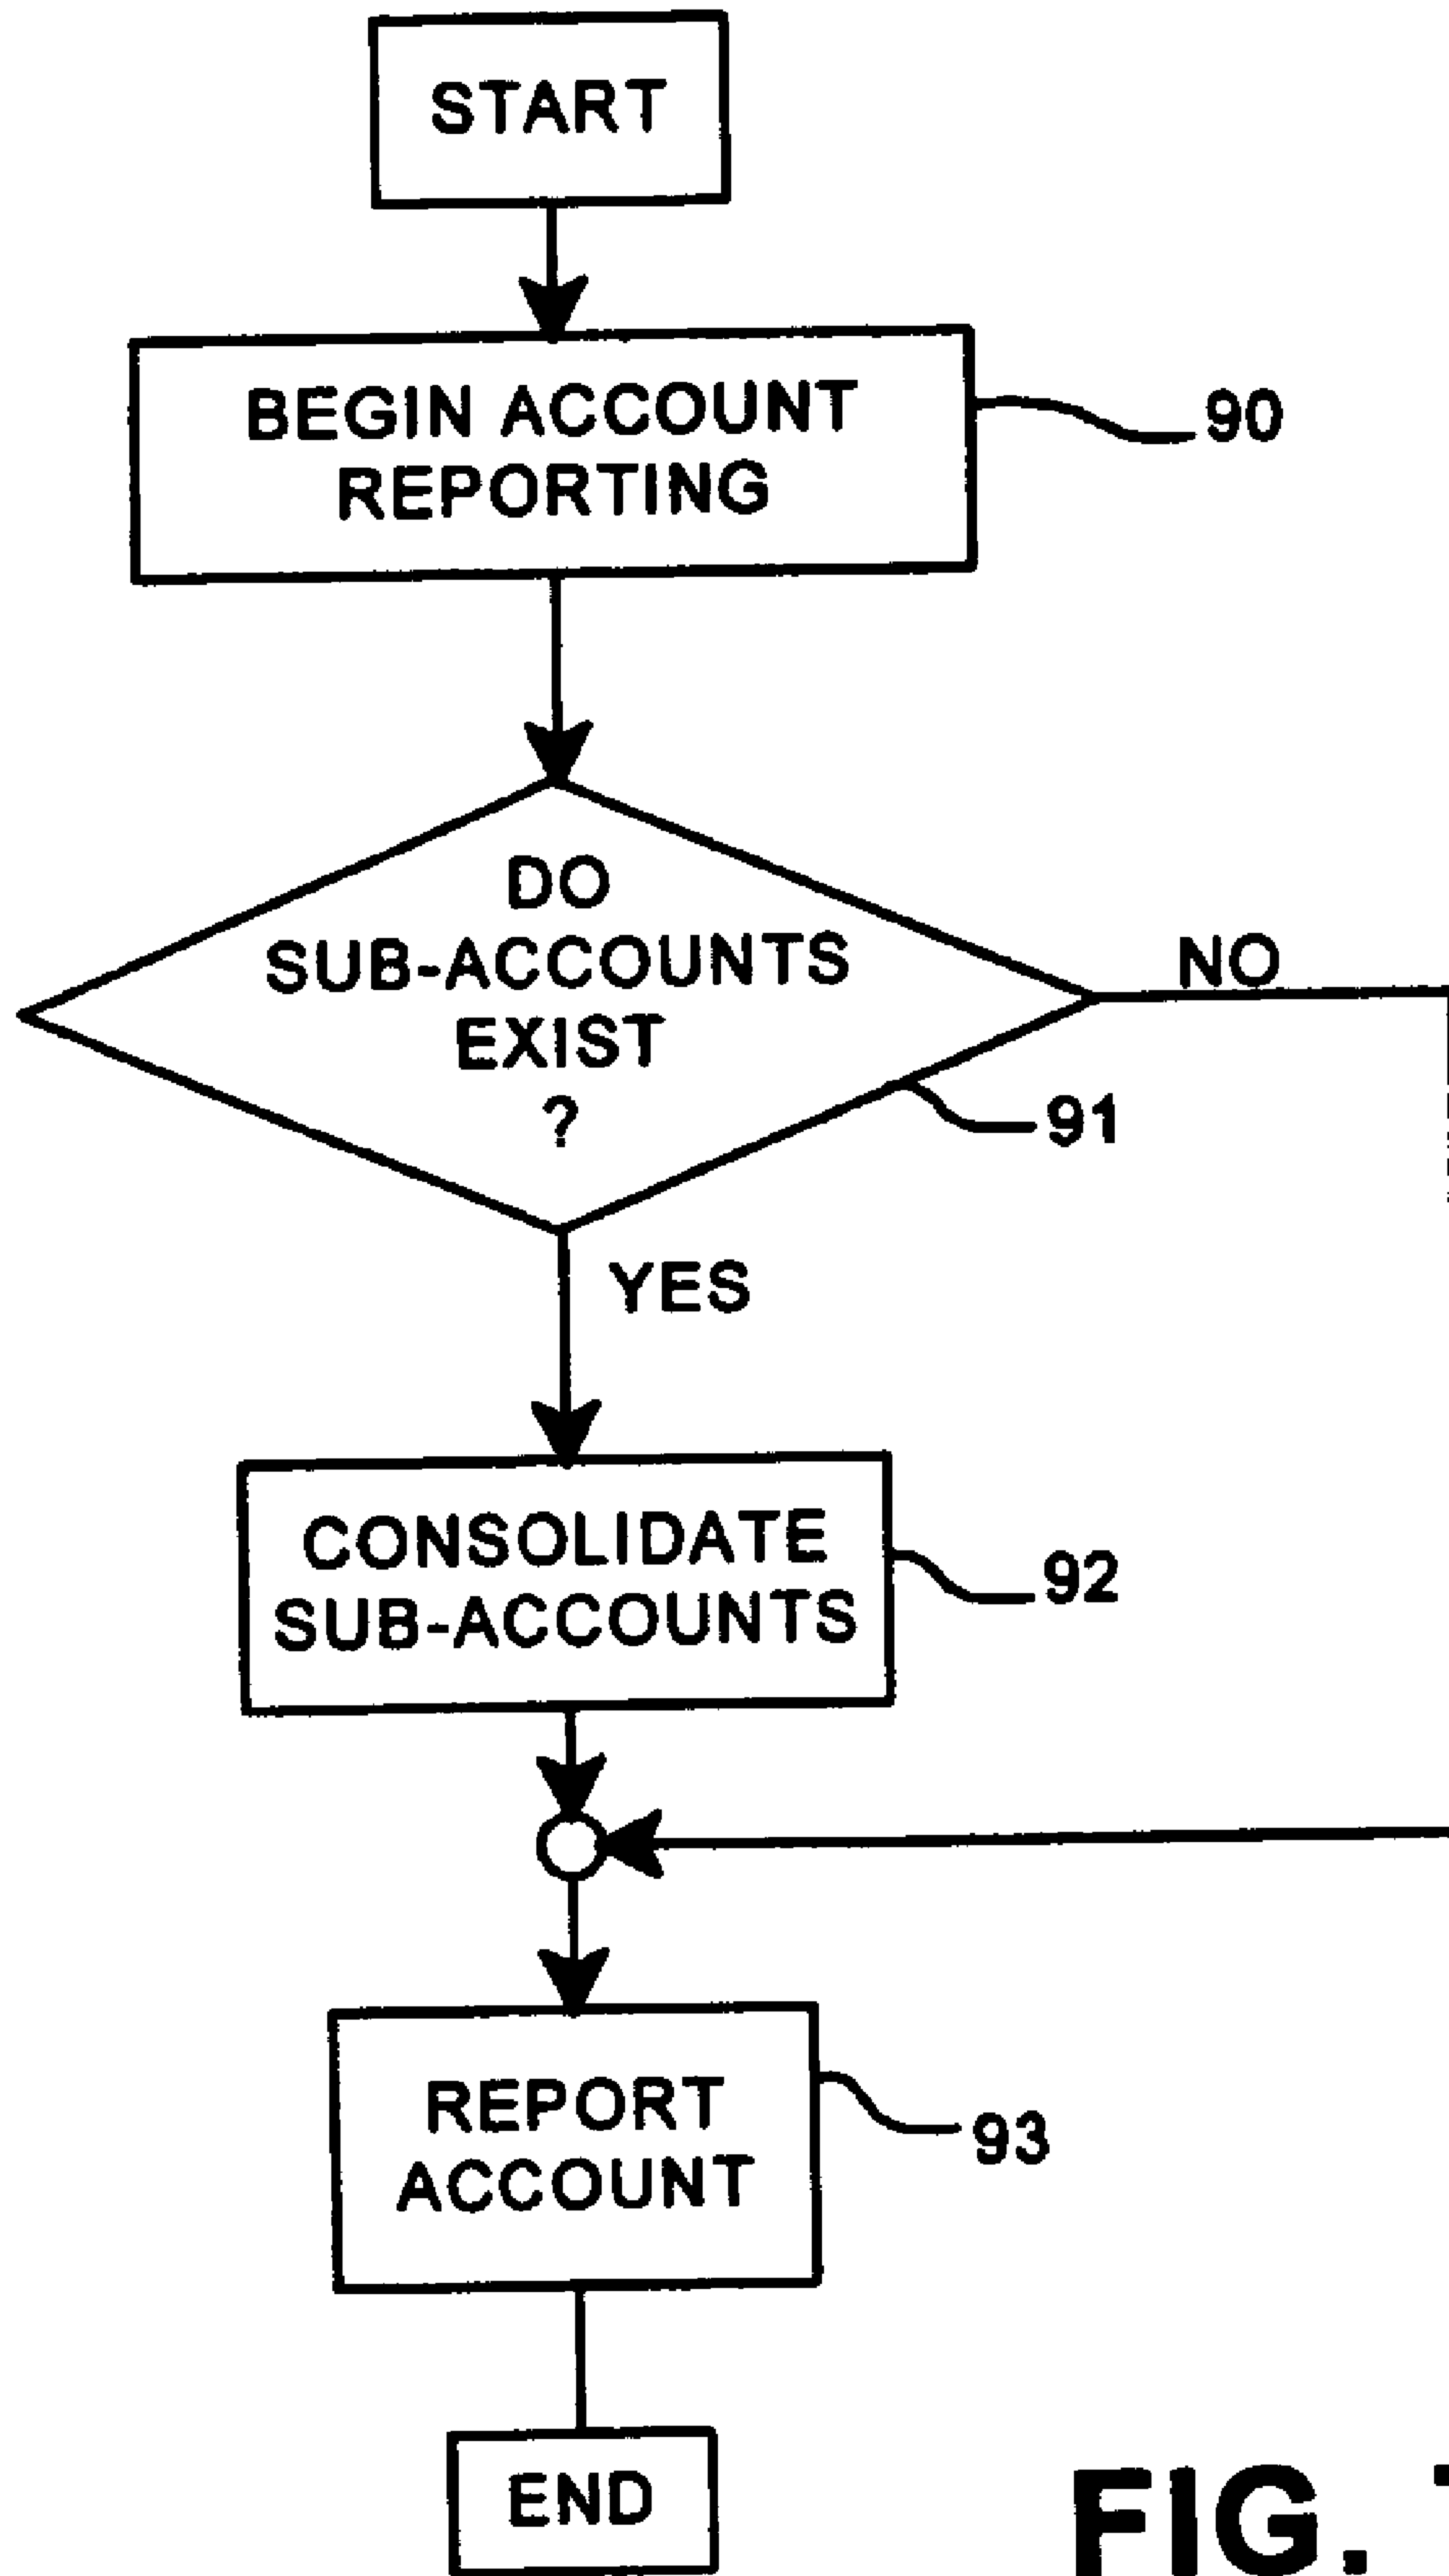 START
BEGIN ACCOUNT
REPORTING
90
DO
SUB-ACCOUNTS
EXIST
?
NO
91
YES
CONSOLIDATE
SUB-ACCOUNTS
92
REPORT
ACCOUNT
93
END
FIG.